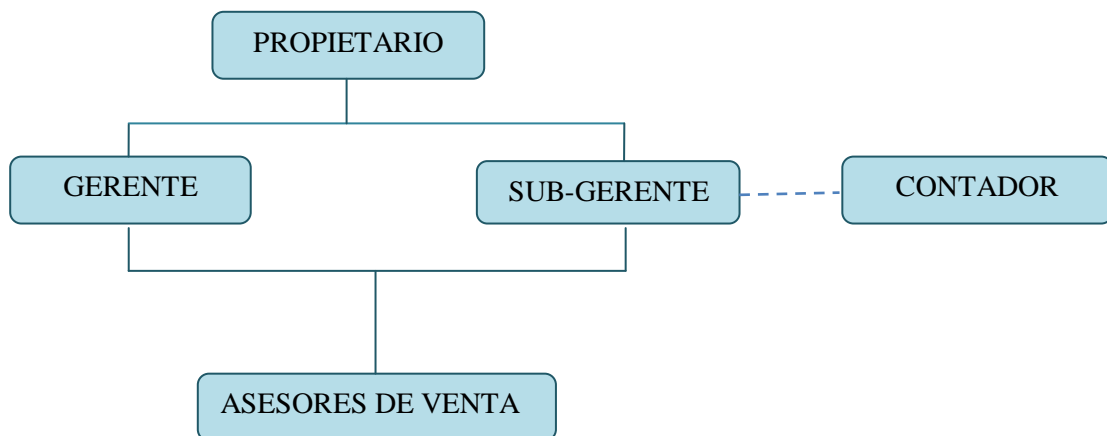 PROPIETARIO
GERENTE
SUB-GERENTE
CONTADOR
ASESORES DE VENTA